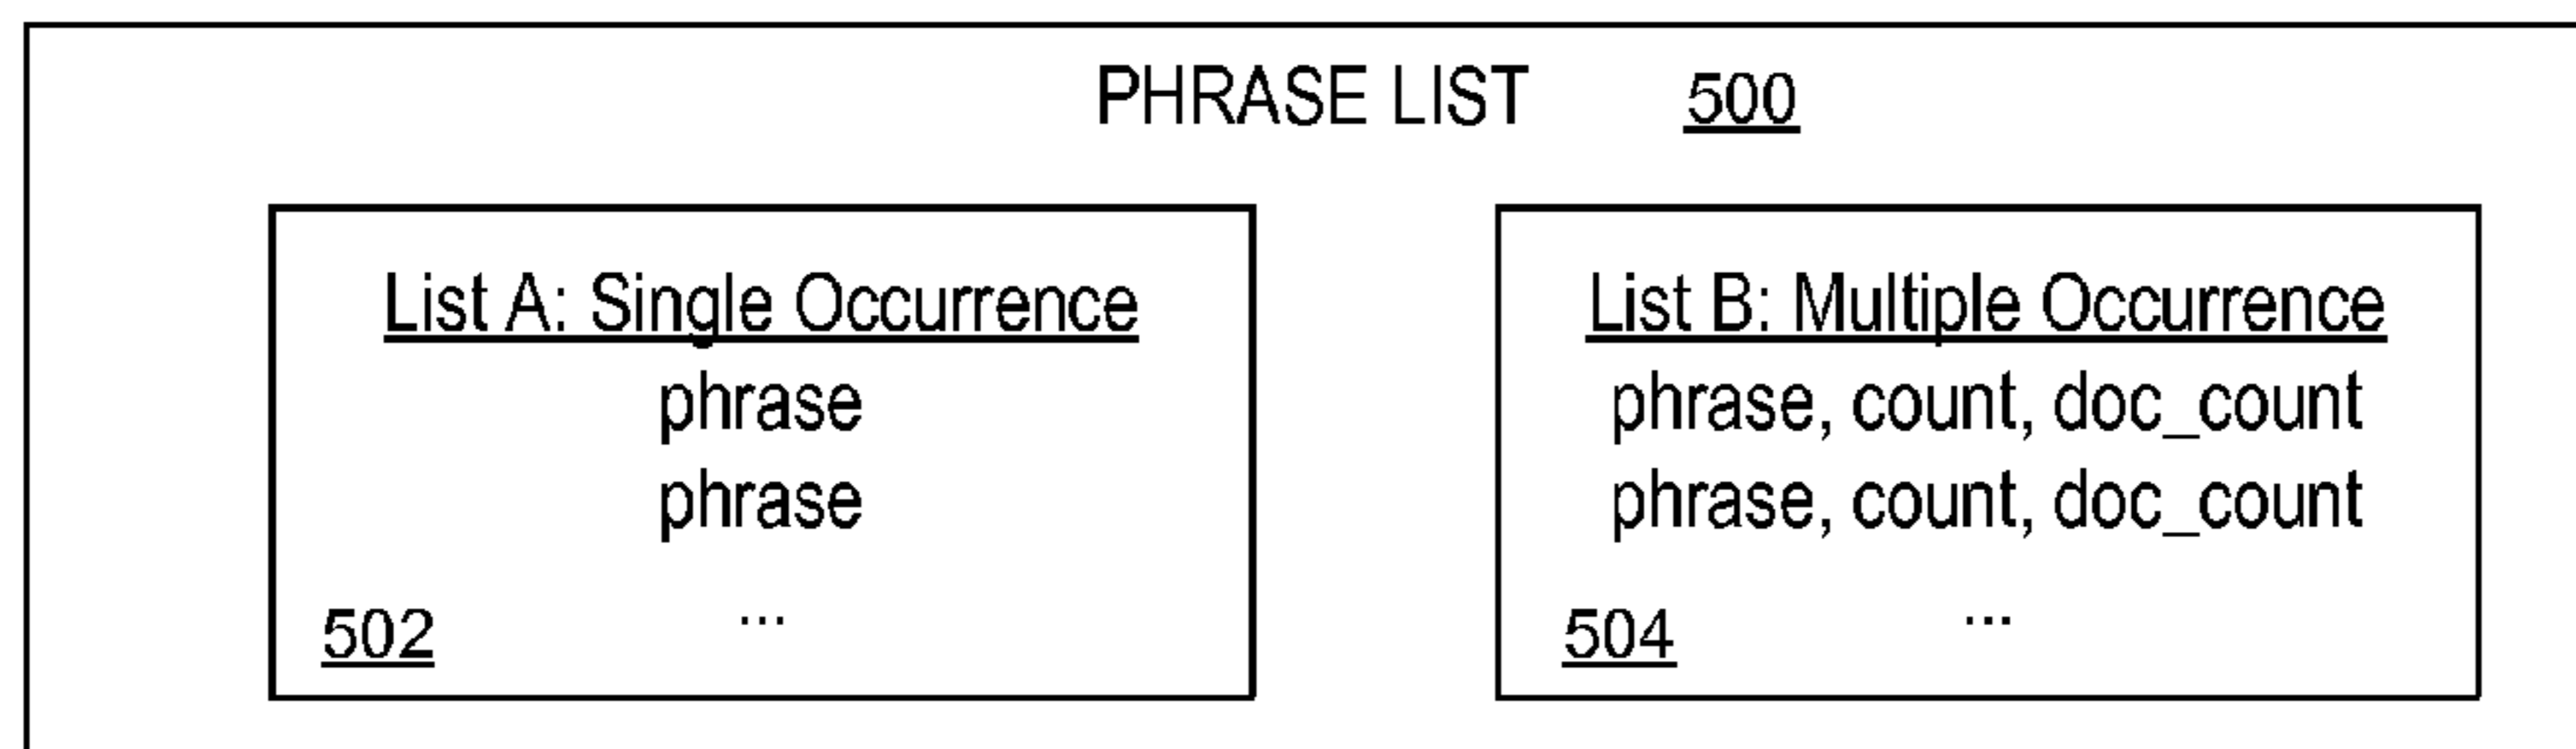 PHRASE LIST 500
List A: Single Occurrence
phrase
phrase
...
502
List B: Multiple Occurrence
phrase, count, doc_count
phrase, count, doc_count
...
504